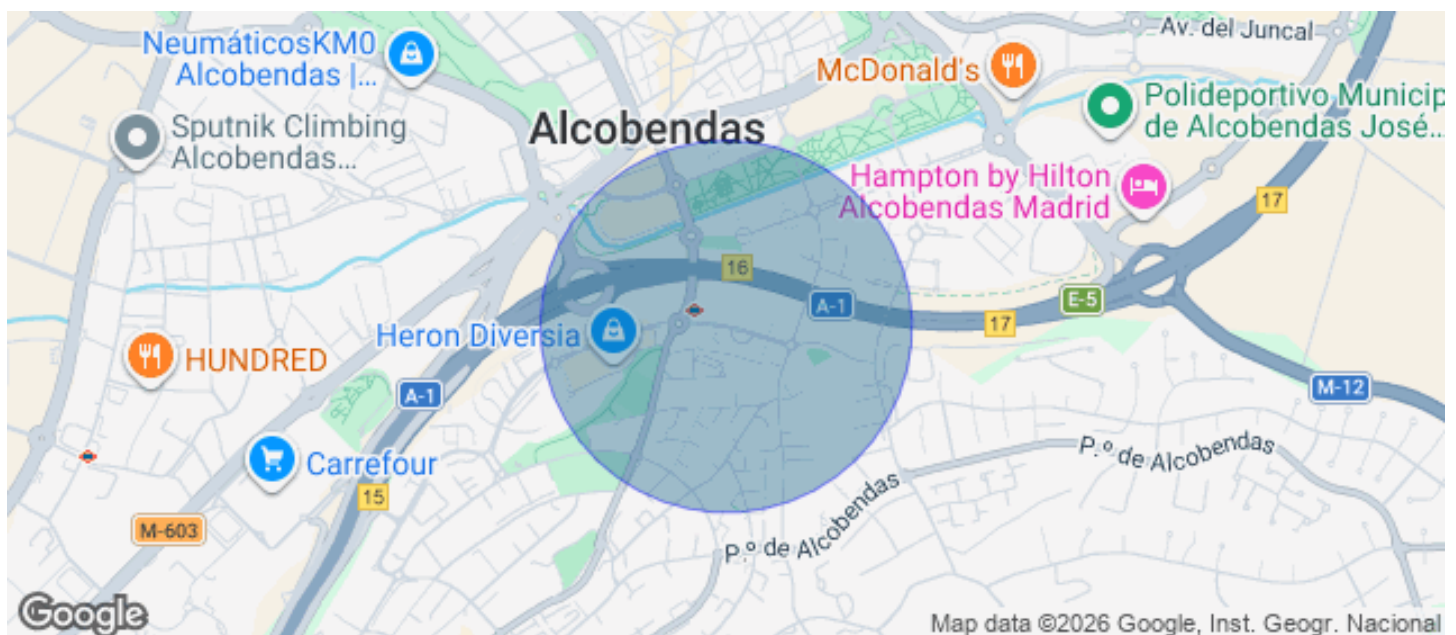 Av. del Juncal
NeumáticosKM0
Alcobendas |...
McDonald's
Polideportivo Municip
de Alcobendas José...
Sputnik Climbing
Alcobendas...
Alcobendas
Hampton by Hilton
Alcobendas Madrid
17
16
A-1
E-5
17
Heron Diversia
HUNDRED
A-1
M-12
P.º de Alcobendas
Carrefour
15
M-603
P.º de Alcobendas
Google
Map data ©2026 Google, Inst. Geogr. Nacional